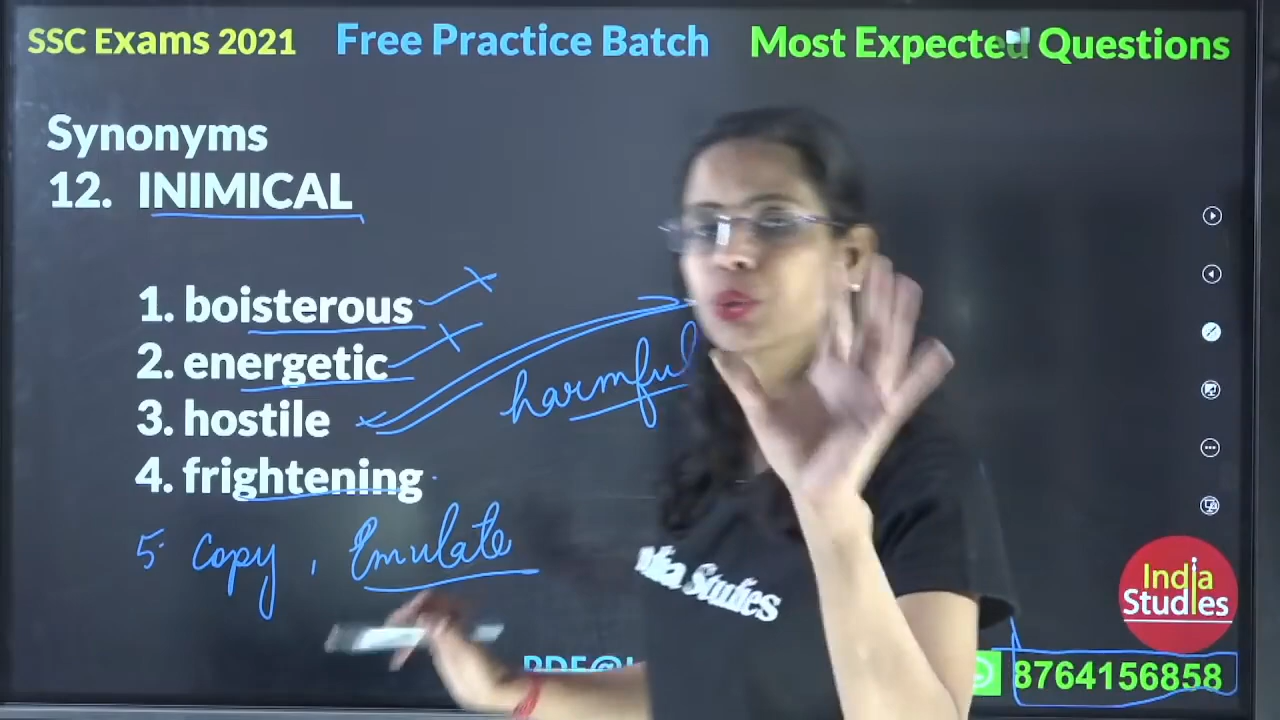 SSC Exams 2021 Free Practice Batch Most Expected Questions
Synonyms
12. INIMICAL
1. boisterous
2. energetic
3. hostile
harmful
4. frightening
5. Copy, Emulate
Studies
India
Studies
8764156858